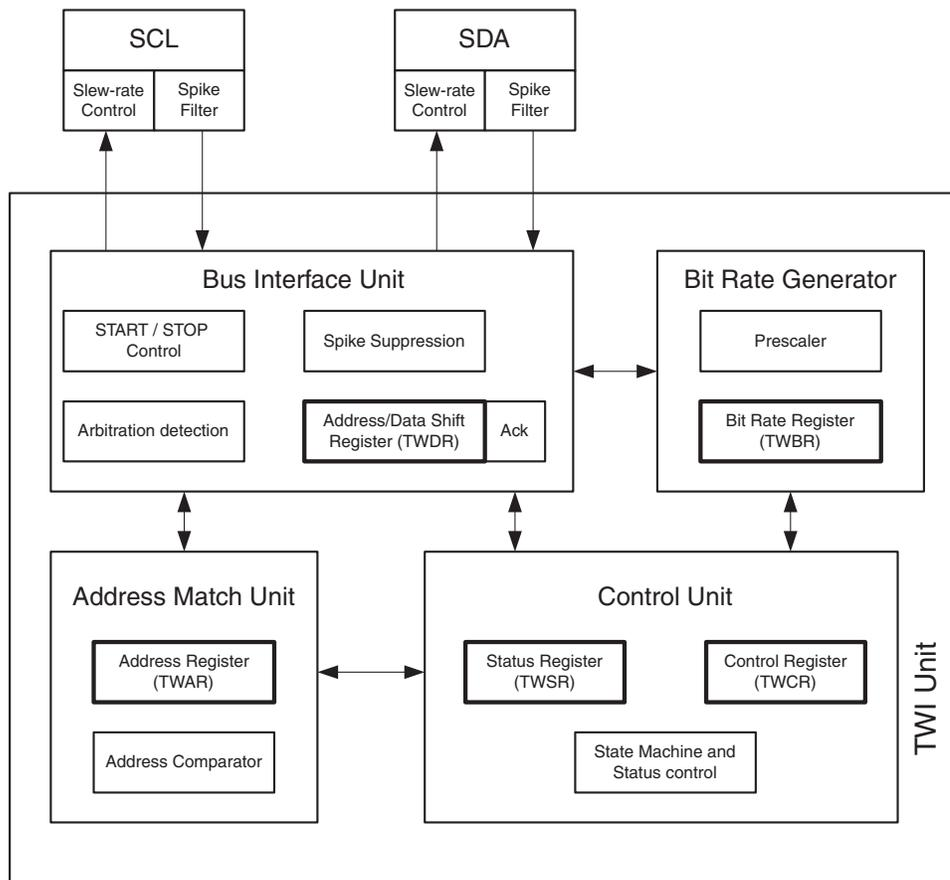 SCL
SDA
Slew-rate
Control
Spike
Filter
Slew-rate
Control
Spike
Filter
Bus Interface Unit
Bit Rate Generator
START / STOP
Control
Spike Suppression
Prescaler
Arbitration detection
Address/Data Shift
Register (TWDR)
Ack
Bit Rate Register
(TWBR)
Address Match Unit
Control Unit
Address Register
(TWAR)
Status Register
(TWSR)
Control Register
(TWCR)
Address Comparator
State Machine and
Status control
TWI Unit